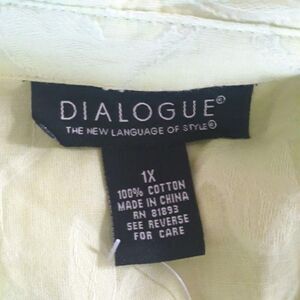 DIALOGUE®
THE NEW LANGUAGE OF STYLE®
1X
100% COTTON
MADE IN CHINA
RN 81893
SEE REVERSE
FOR CARE